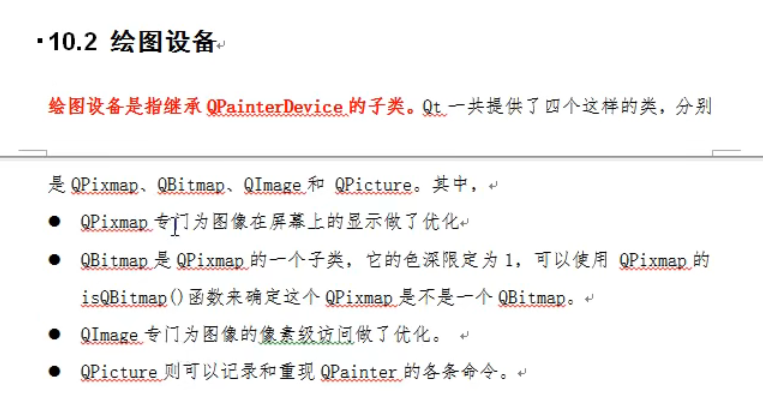 10.2 绘图设备
绘图设备是指继承 QPainterDevice 的子类。Qt 一共提供了四个这样的类，分别
是 QPixmap、QBitmap、QImage 和 QPicture。其中，
● QPixmap 专门为图像在屏幕上的显示做了优化
● QBitmap 是 QPixmap 的一个子类，它的色深限定为 1，可以使用 QPixmap 的
isQBitmap()函数来确定这个 QPixmap 是不是一个 QBitmap。
● QImage 专门为图像的像素级访问做了优化。
● QPicture 则可以记录和重现 QPainter 的各条命令。